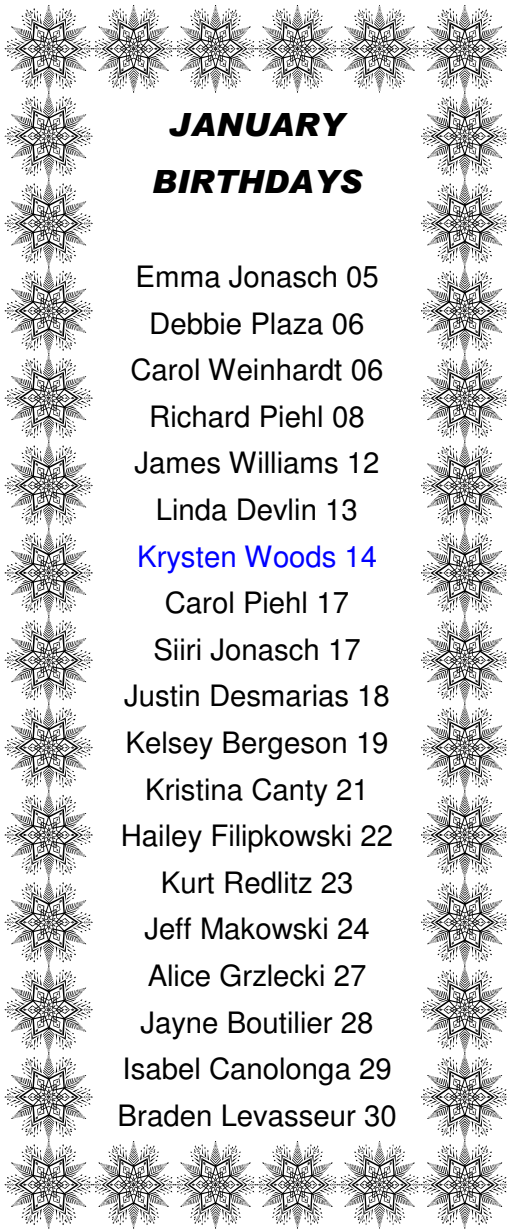 JANUARY
BIRTHDAYS
Emma Jonasch 05
Debbie Plaza 06
Carol Weinhardt 06
Richard Piehl 08
James Williams 12
Linda Devlin 13
Krysten Woods 14
Carol Piehl 17
Siiri Jonasch 17
Justin Desmarias 18
Kelsey Bergeson 19
Kristina Canty 21
Hailey Filipkowski 22
Kurt Redlitz 23
Jeff Makowski 24
Alice Grzlecki 27
Jayne Boutilier 28
Isabel Canolonga 29
Braden Levasseur 30